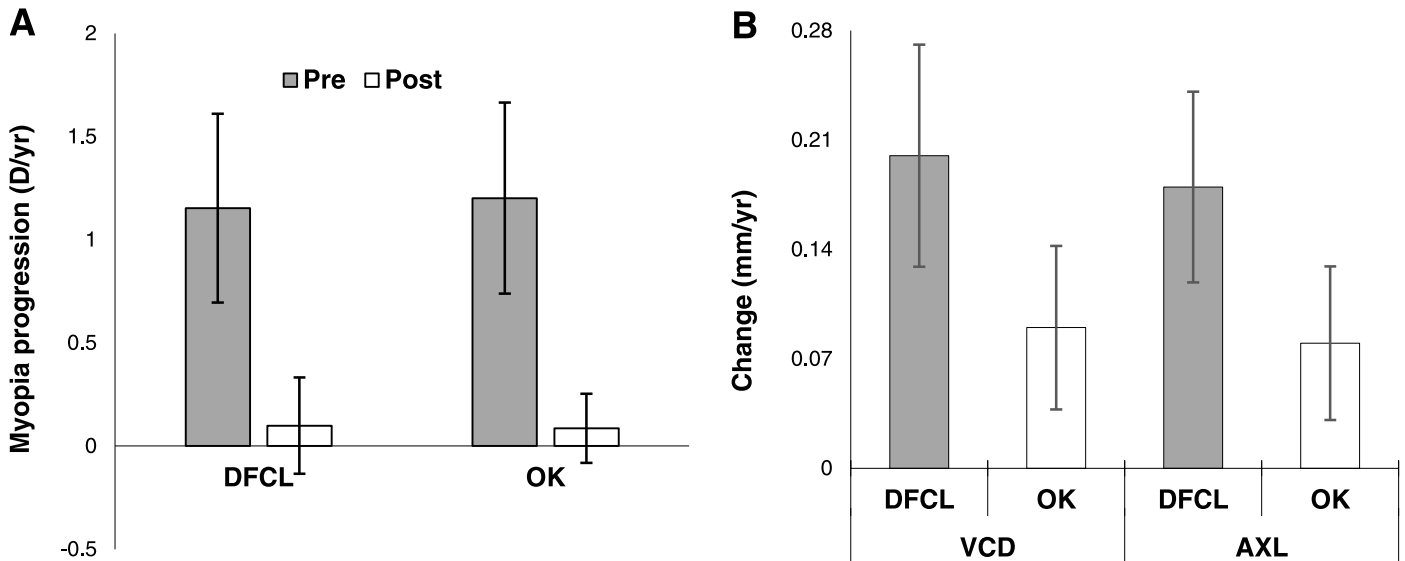 A
Myopia progression (D/yr)
2
1.5
1
0.5
0
-0.5
Pre Post
DFCL OK
B
Change (mm/yr)
0.28
0.21
0.14
0.07
0
DFCL OK DFCL OK
VCD AXL